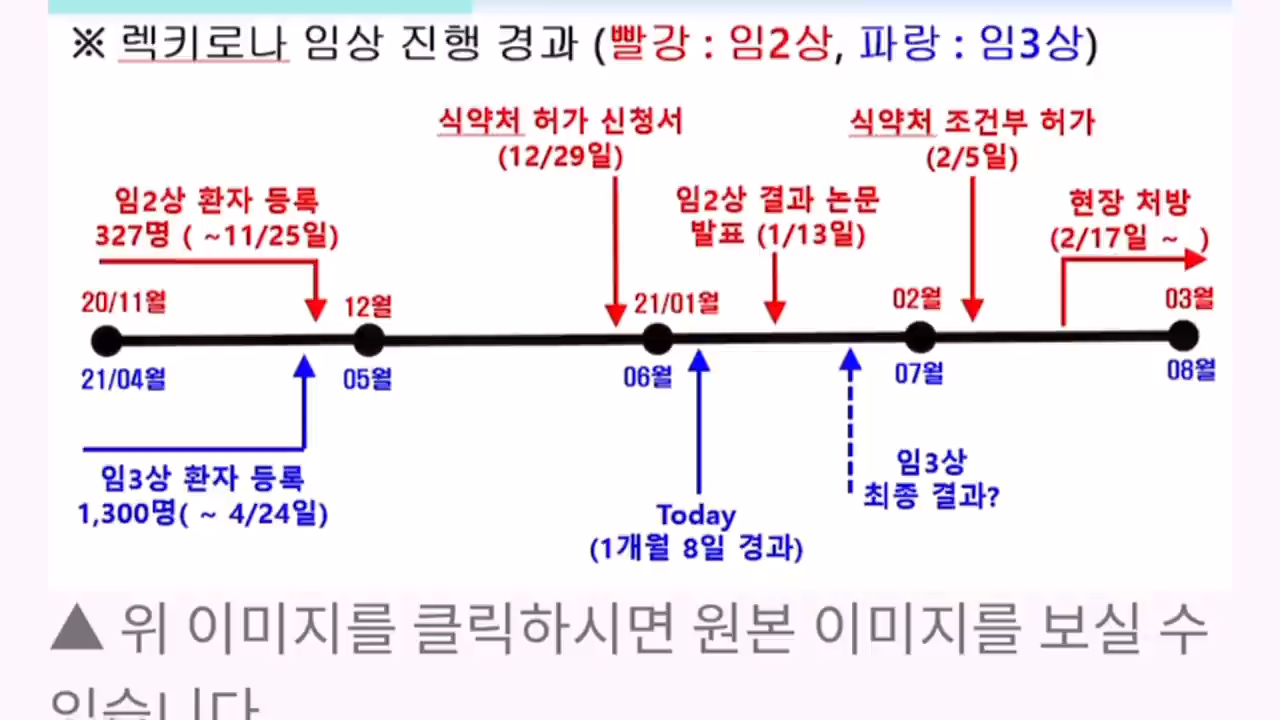 ※ 렉키로나 임상 진행 경과 (빨강 : 임2상, 파랑 : 임3상)
식약처 허가 신청서
(12/29일)
식약처 조건부 허가
(2/5일)
임2상 환자 등록
327명 ( ~11/25일)
임2상 결과 논문
발표 (1/13일)
현장 처방
(2/17일 ~ )
20/11월
12월
21/01월
02월
03월
21/04월
05월
06월
07월
08월
임3상 환자 등록
1,300명( ~ 4/24일)
Today
(1개월 8일 경과)
임3상
최종 결과?
▲ 위 이미지를 클릭하시면 원본 이미지를 보실 수
있습니다